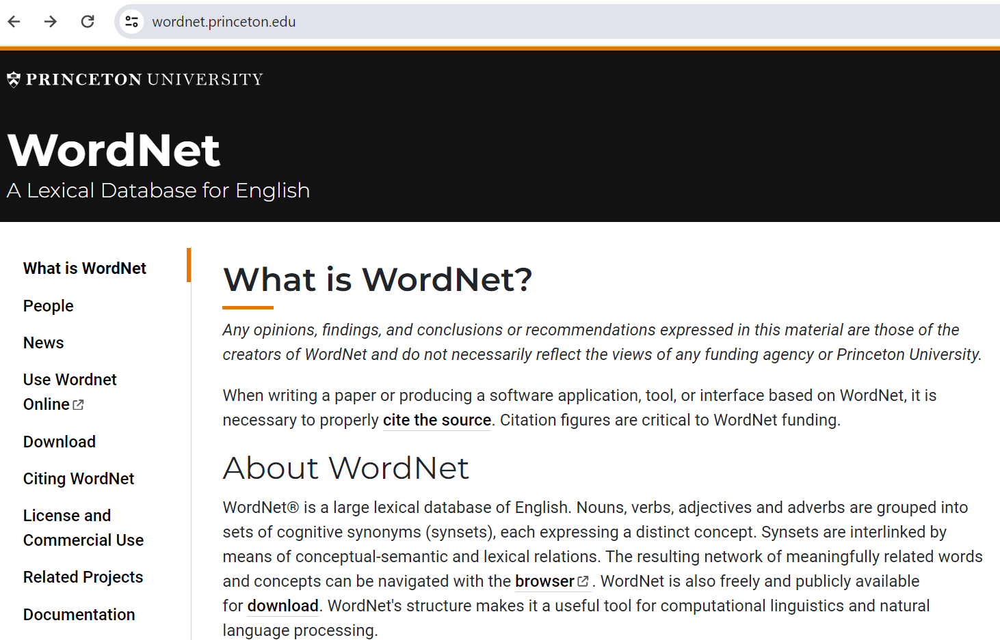 wordnet.princeton.edu
PRINCETON UNIVERSITY
WordNet
A Lexical Database for English
What is WordNet
People
News
Use Wordnet
Online
Download
Citing WordNet
License and
Commercial Use
Related Projects
Documentation
What is WordNet?
Any opinions, findings, and conclusions or recommendations expressed in this material are those of the
creators of WordNet and do not necessarily reflect the views of any funding agency or Princeton University.
When writing a paper or producing a software application, tool, or interface based on WordNet, it is
necessary to properly cite the source. Citation figures are critical to WordNet funding.
About WordNet
WordNet® is a large lexical database of English. Nouns, verbs, adjectives and adverbs are grouped into
sets of cognitive synonyms (synsets), each expressing a distinct concept. Synsets are interlinked by
means of conceptual-semantic and lexical relations. The resulting network of meaningfully related words
and concepts can be navigated with the browser. WordNet is also freely and publicly available
for download. WordNet's structure makes it a useful tool for computational linguistics and natural
language processing.